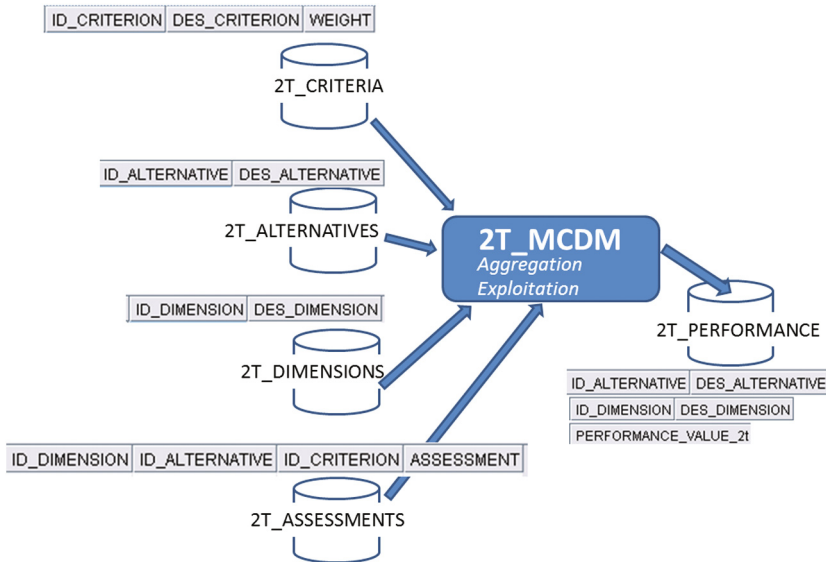 ID_CRITERION DES_CRITERION WEIGHT
2T_CRITERIA
ID_ALTERNATIVE DES_ALTERNATIVE
2T_ALTERNATIVES
2T_MCDM
Aggregation
Exploitation
ID_DIMENSION DES_DIMENSION
2T_DIMENSIONS
2T_PERFORMANCE
ID_ALTERNATIVE DES_ALTERNATIVE
ID_DIMENSION DES_DIMENSION
PERFORMANCE_VALUE_2t
ID_DIMENSION ID_ALTERNATIVE ID_CRITERION ASSESSMENT
2T_ASSESSMENTS